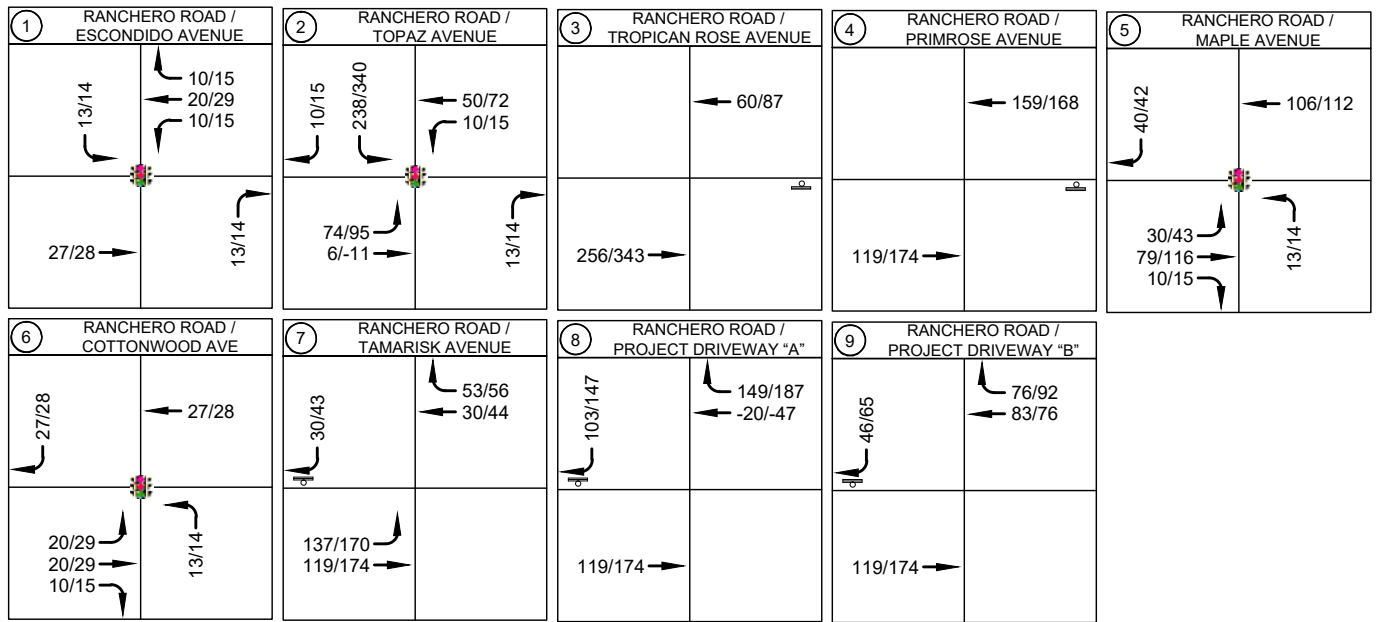 1
RANCHERO ROAD /
ESCONDIDO AVENUE
13/14
10/15
20/29
10/15
27/28
13/14
2
RANCHERO ROAD /
TOPAZ AVENUE
10/15
238/340
50/72
10/15
74/95
6/-11
13/14
3
RANCHERO ROAD /
TROPICAN ROSE AVENUE
60/87
256/343
4
RANCHERO ROAD /
PRIMROSE AVENUE
159/168
119/174
5
RANCHERO ROAD /
MAPLE AVENUE
40/42
106/112
30/43
79/116
10/15
13/14
6
RANCHERO ROAD /
COTTONWOOD AVE
27/28
27/28
20/29
20/29
10/15
13/14
7
RANCHERO ROAD /
TAMARISK AVENUE
30/43
53/56
30/44
137/170
119/174
8
RANCHERO ROAD /
PROJECT DRIVEWAY “A”
103/147
149/187
-20/-47
119/174
9
RANCHERO ROAD /
PROJECT DRIVEWAY “B”
46/65
76/92
83/76
119/174